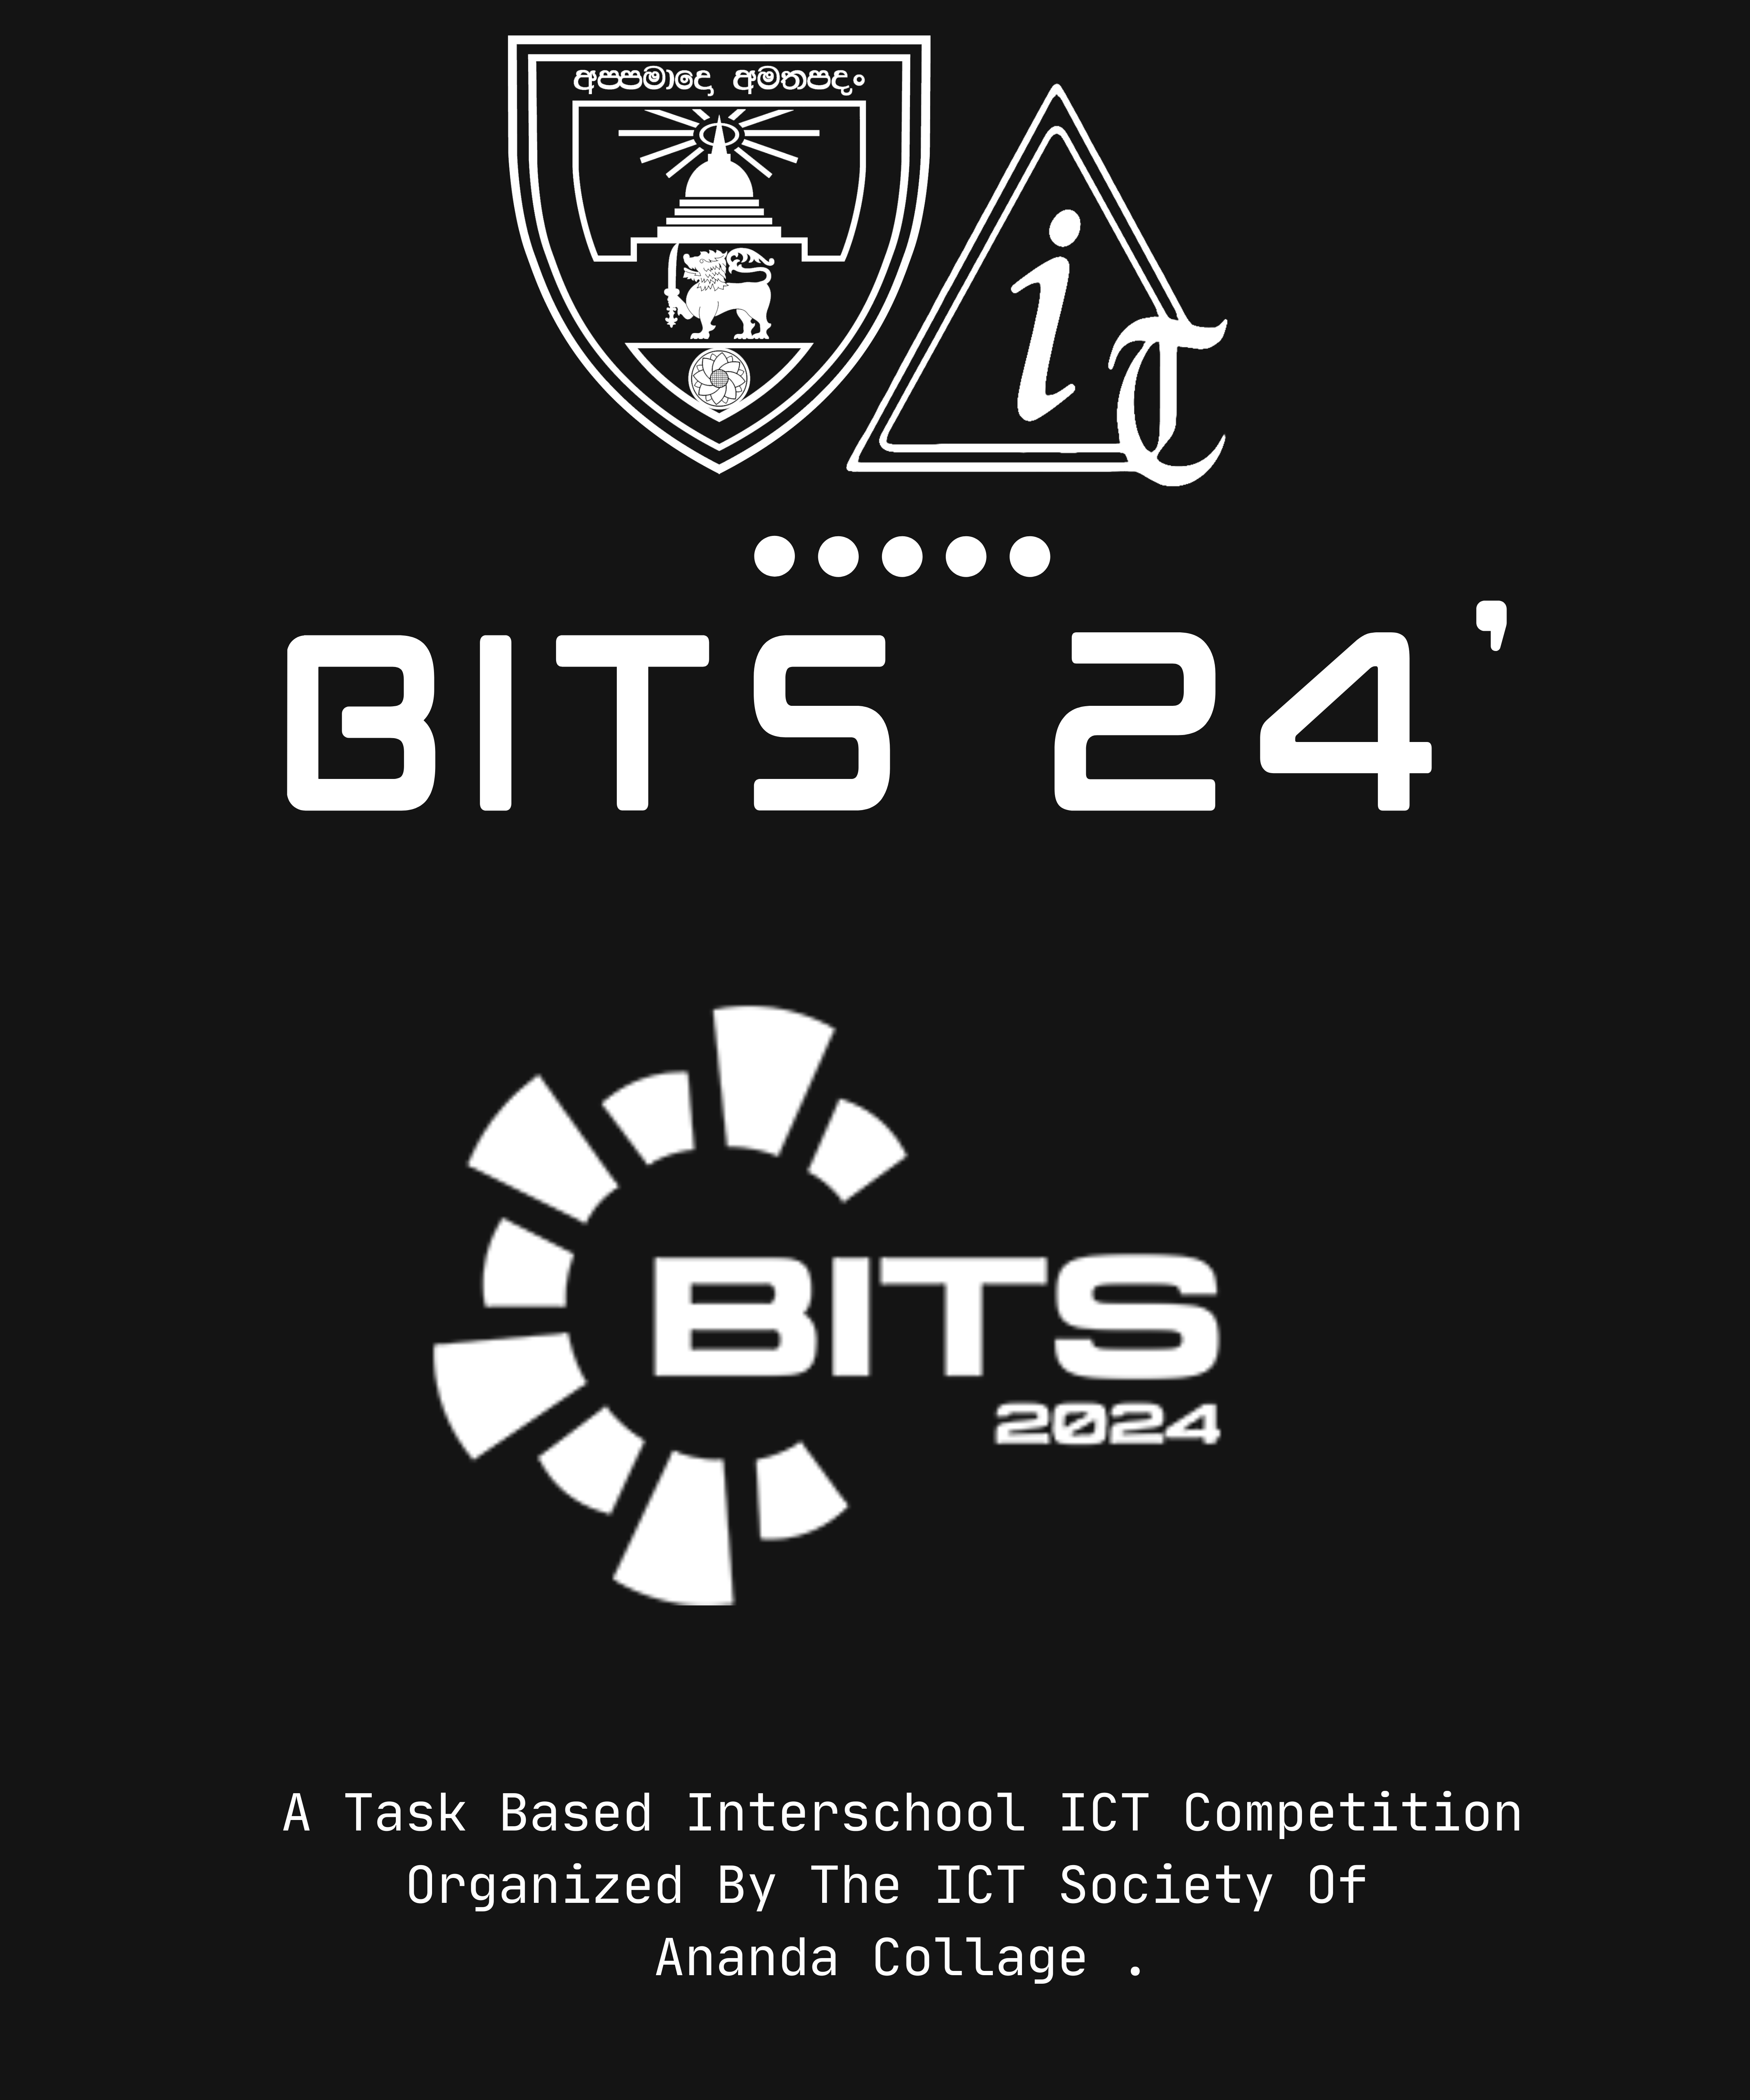 අප්පමාදෝ අමතපදං
ict
BITS 24'
BITS
2024
A Task Based Interschool ICT Competition
Organized By The ICT Society Of
Ananda Collage .